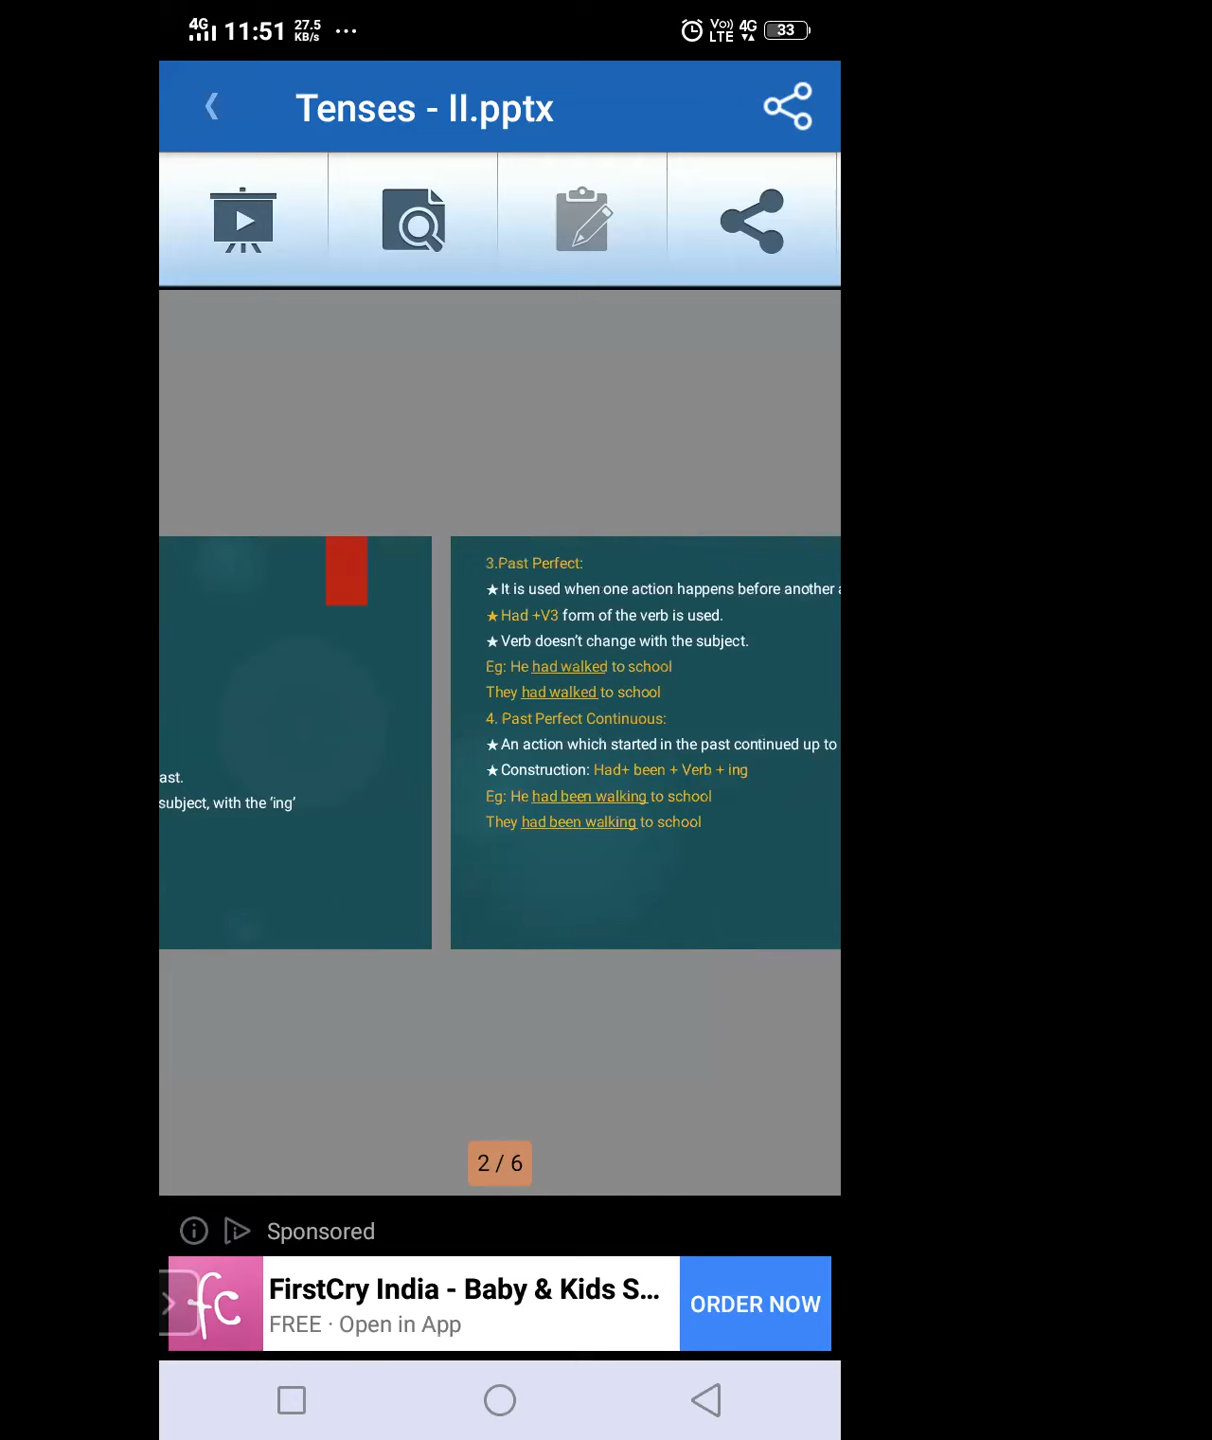 4G 11:51 27.5 KB/s ... Vo)) LTE 4G 33
Tenses - II.pptx
ast.
subject, with the 'ing'
3.Past Perfect:
★It is used when one action happens before another a
★Had +V3 form of the verb is used.
★Verb doesn't change with the subject.
Eg: He had walked to school
They had walked to school
4. Past Perfect Continuous:
★An action which started in the past continued up to
★Construction: Had+ been + Verb + ing
Eg: He had been walking to school
They had been walking to school
2 / 6
Sponsored
fc
FirstCry India - Baby & Kids S...
FREE · Open in App
ORDER NOW